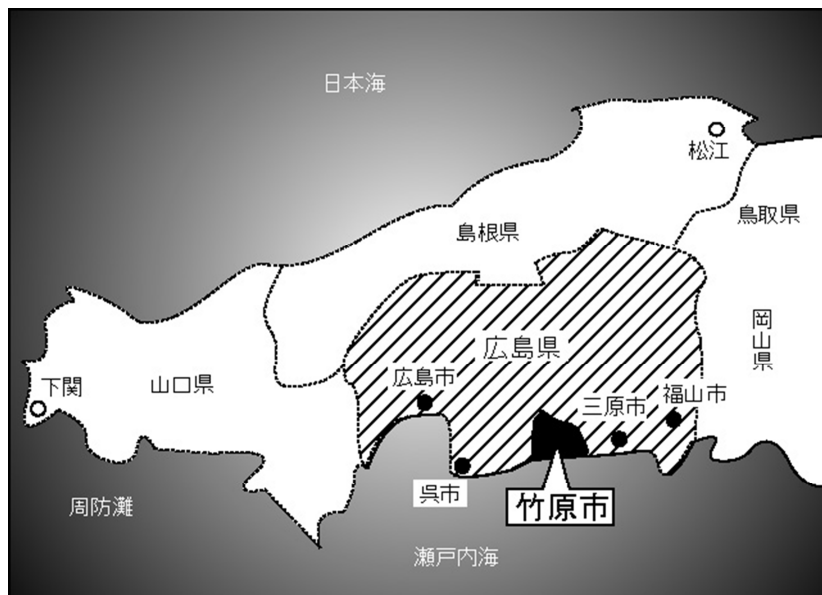 日本海
松江
鳥取県
島根県
岡山県
広島県
広島市
山口県
下関
福山市
三原市
呉市
竹原市
周防灘
瀬戸内海